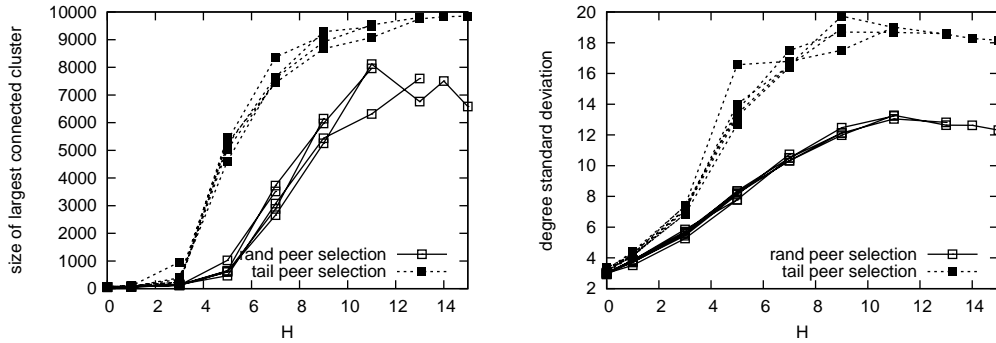 size of largest connected cluster
10000
9000
8000
7000
6000
5000
4000
3000
2000
1000
0
rand peer selection
tail peer selection
0 2 4 6 8 10 12 14
H
degree standard deviation
20
18
16
14
12
10
8
6
4
2
rand peer selection
tail peer selection
0 2 4 6 8 10 12 14
H